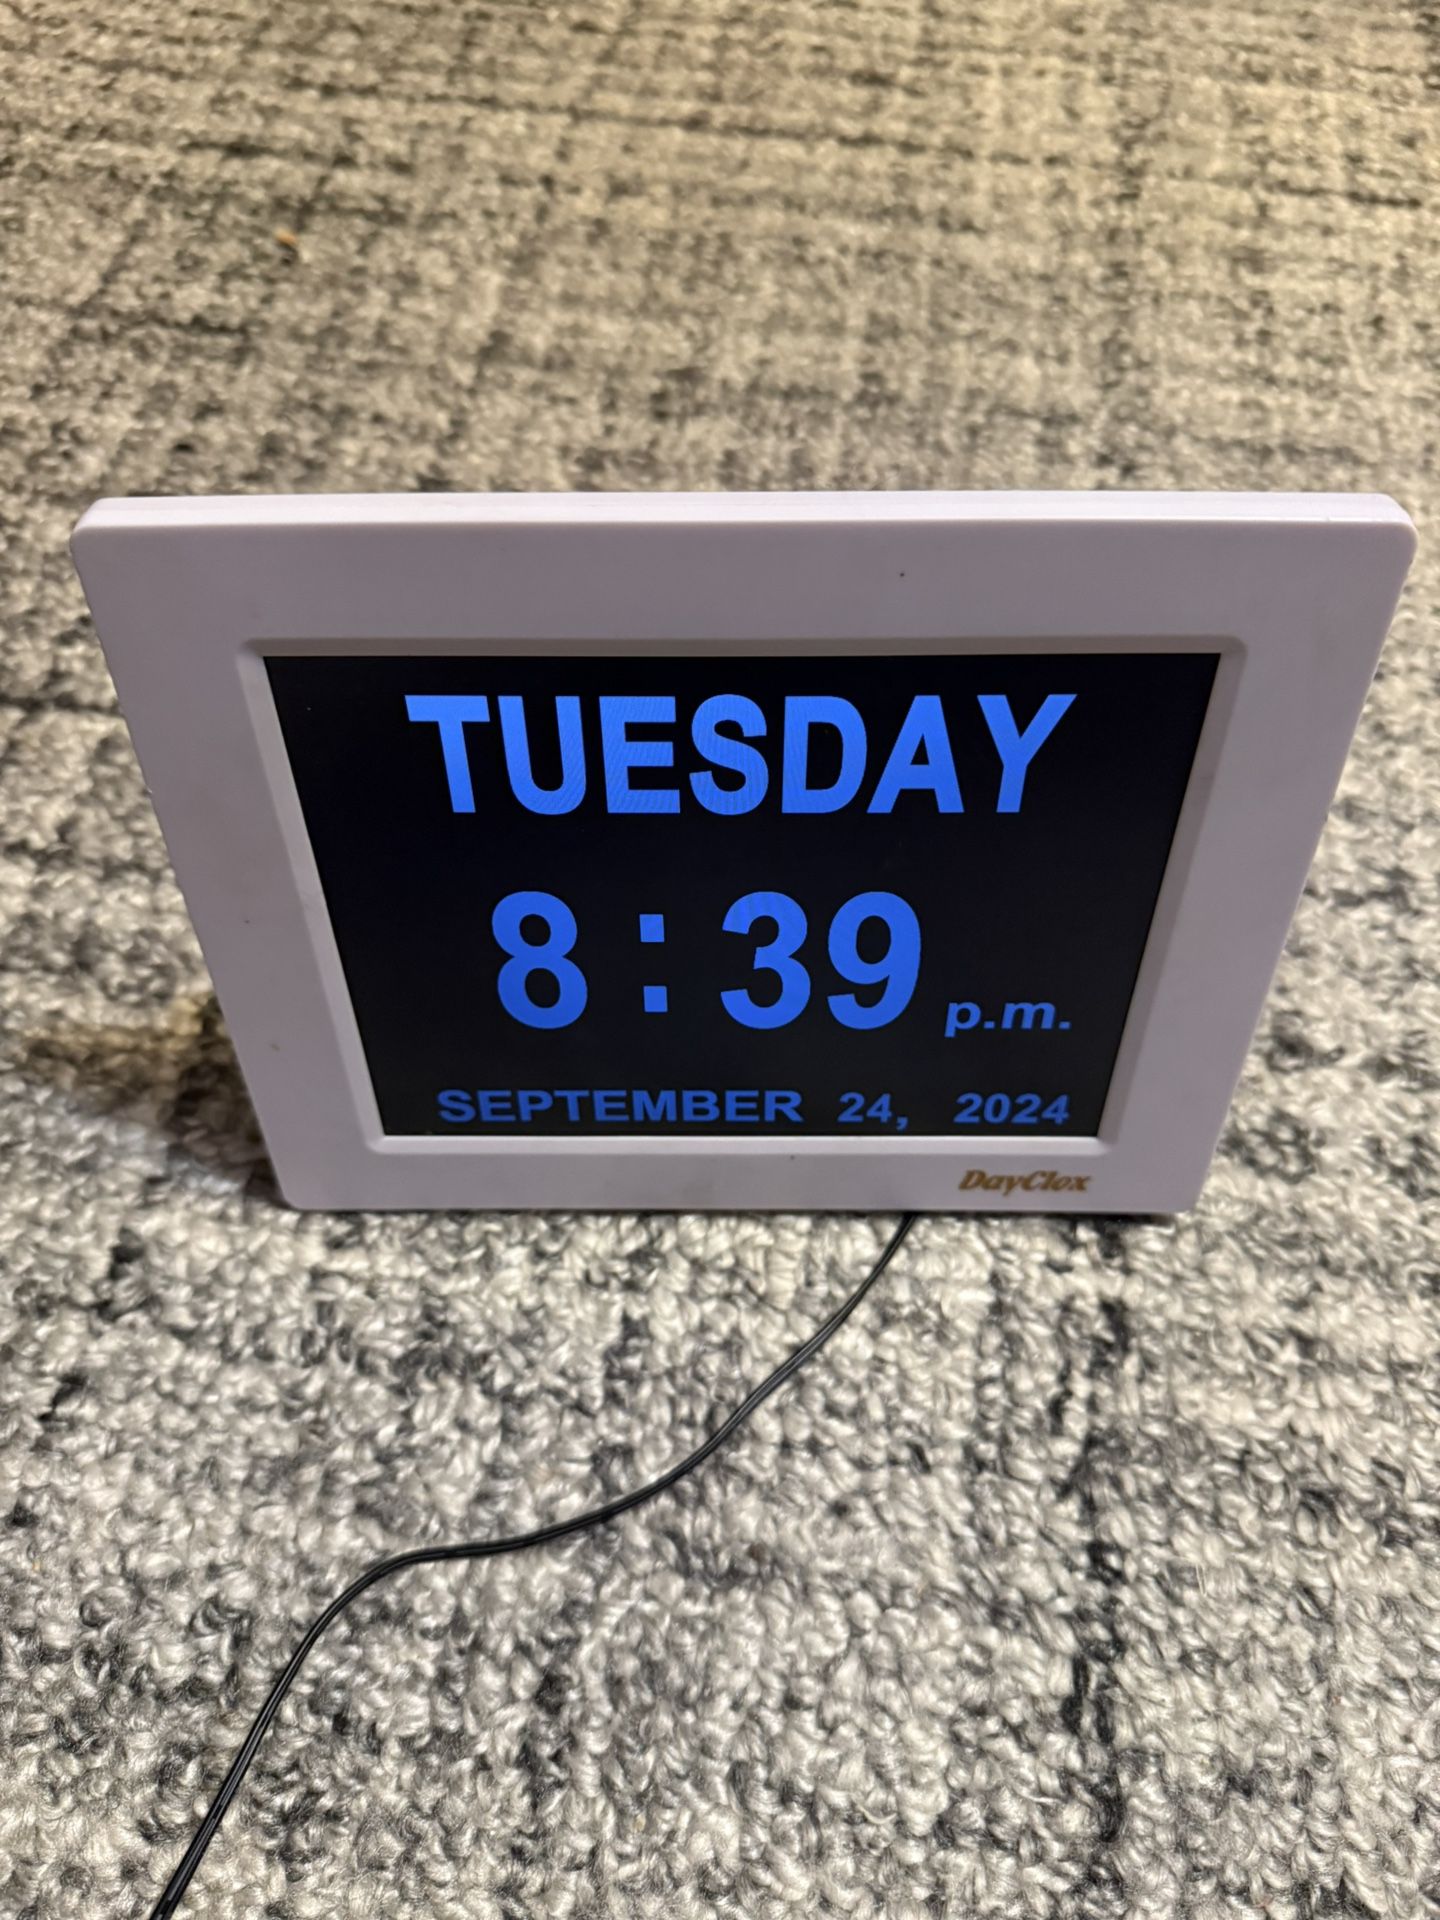 TUESDAY
8:39 p.m.
SEPTEMBER 24, 2024
DayClox